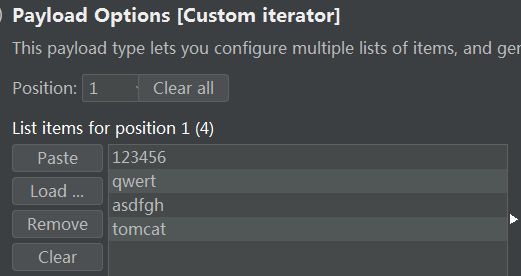 Payload Options [Custom iterator]
This payload type lets you configure multiple lists of items, and ger
Position: 1 Clear all
List items for position 1 (4)
Paste
Load ...
Remove
Clear
123456
qwert
asdfgh
tomcat